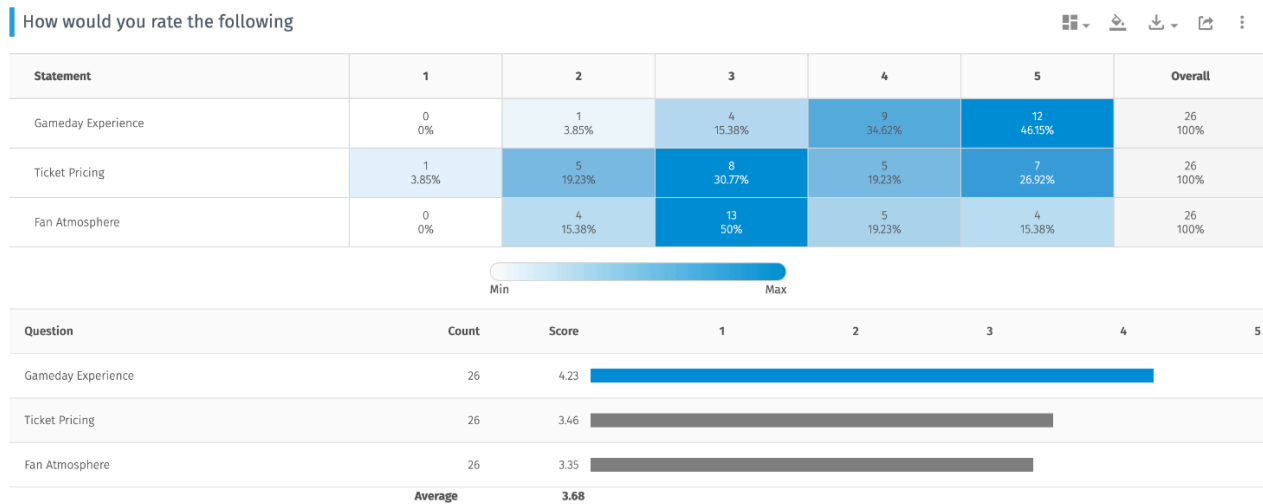 How would you rate the following
Statement 1 2 3 4 5 Overall
0 1 4 9 12 26
Gameday Experience
0% 3.85% 15.38% 34.62% 46.15% 100%
1 5 8 5 7 26
Ticket Pricing
3.85% 19.23% 30.77% 19.23% 26.92% 100%
0 4 13 5 4 26
Fan Atmosphere
0% 15.38% 50% 19.23% 15.38% 100%
Min Max
Question Count Score 1 2 3 4 5
Gameday Experience 26 4.23
Ticket Pricing 26 3.46
Fan Atmosphere 26 3.35
Average 3.68